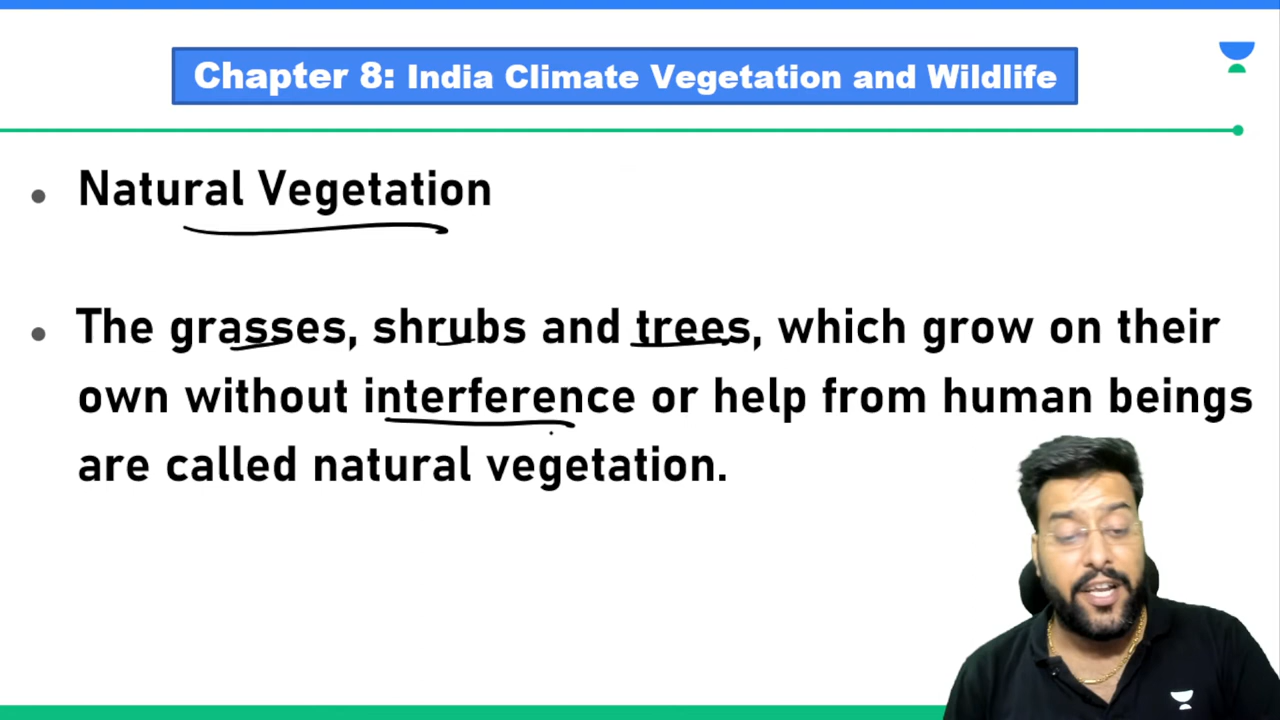 Chapter 8: India Climate Vegetation and Wildlife
Natural Vegetation
The grasses, shrubs and trees, which grow on their
own without interference or help from human beings
are called natural vegetation.